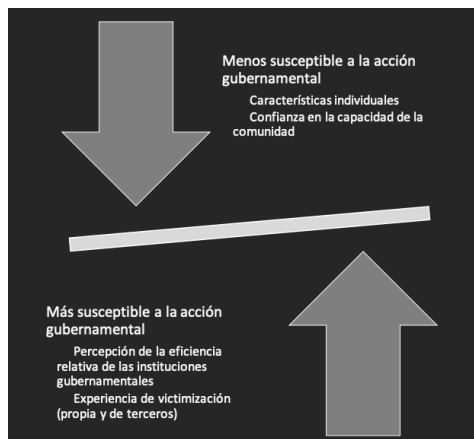 Menos susceptible a la acción
gubernamental
Características individuales
Confianza en la capacidad de la
comunidad
Más susceptible a la acción
gubernamental
Percepción de la eficiencia
relativa de las instituciones
gubernamentales
Experiencia de victimización
(propia y de terceros)